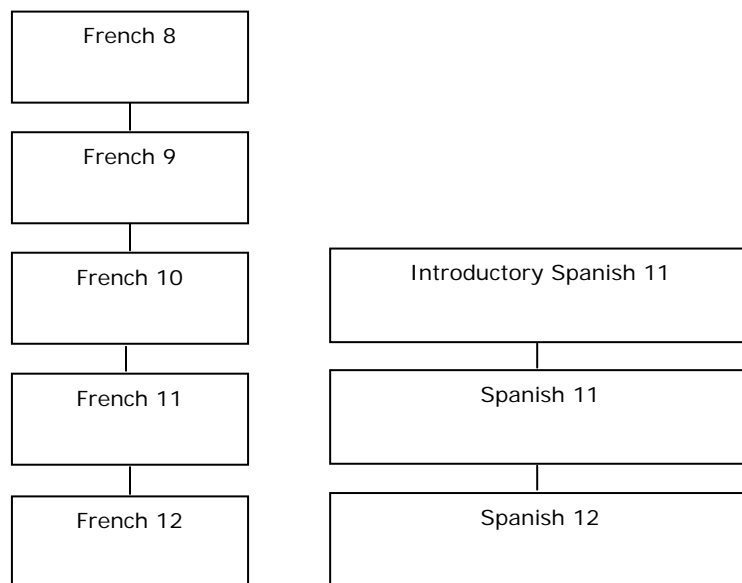 French 8
French 9
French 10
Introductory Spanish 11
French 11
Spanish 11
French 12
Spanish 12